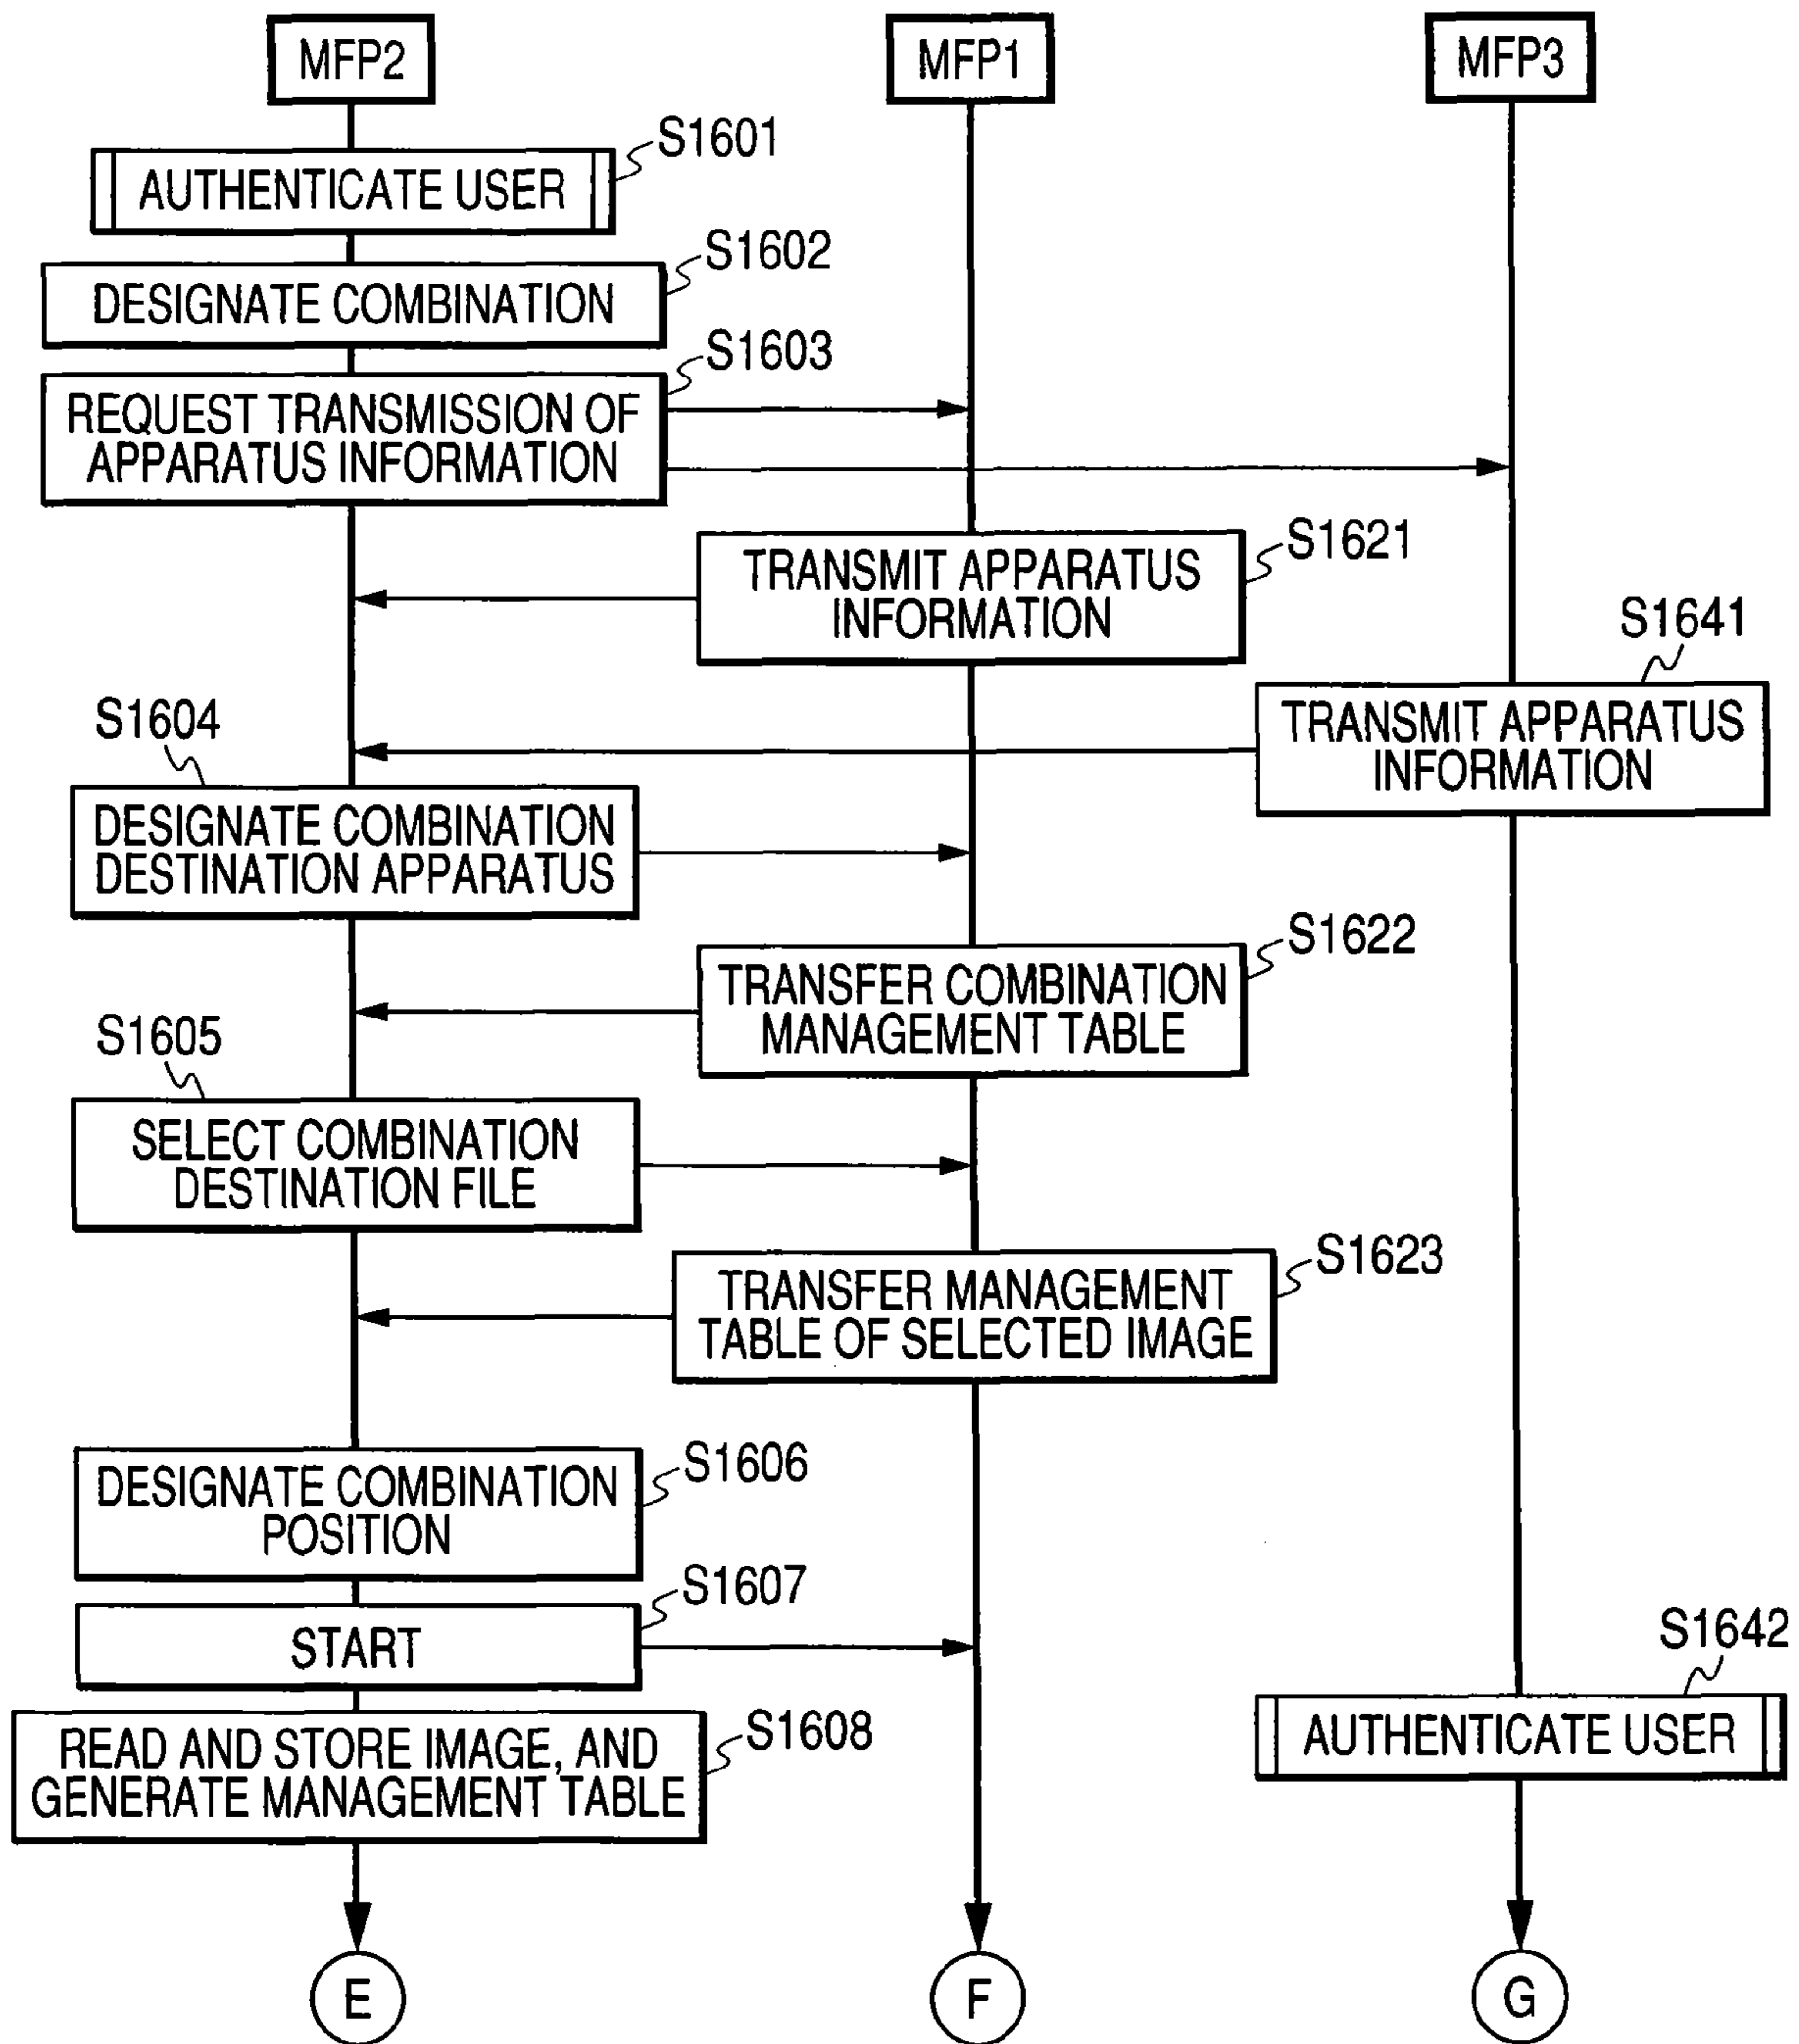 MFP2
MFP1
MFP3
S1601
AUTHENTICATE USER
S1602
DESIGNATE COMBINATION
S1603
REQUEST TRANSMISSION OF
APPARATUS INFORMATION
S1621
TRANSMIT APPARATUS
INFORMATION
S1641
TRANSMIT APPARATUS
INFORMATION
S1604
DESIGNATE COMBINATION
DESTINATION APPARATUS
S1622
TRANSFER COMBINATION
MANAGEMENT TABLE
S1605
SELECT COMBINATION
DESTINATION FILE
S1623
TRANSFER MANAGEMENT
TABLE OF SELECTED IMAGE
S1606
DESIGNATE COMBINATION
POSITION
S1607
START
S1642
AUTHENTICATE USER
S1608
READ AND STORE IMAGE, AND
GENERATE MANAGEMENT TABLE
E
F
G